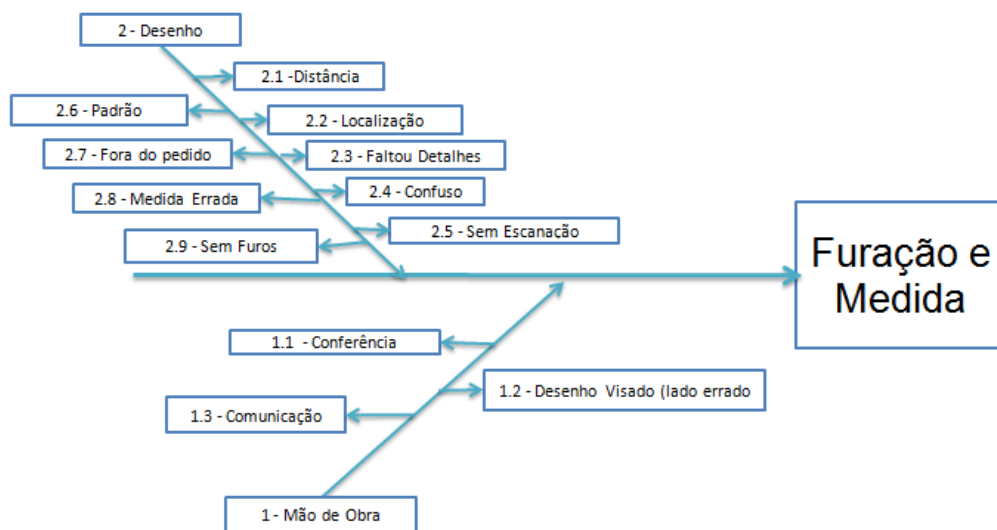 2 - Desenho
2.1 -Distância
2.6 - Padrão
2.2 - Localização
2.7 - Fora do pedido
2.3 - Faltou Detalhes
2.4 - Confuso
2.8 - Medida Errada
2.5 - Sem Escanação
2.9 - Sem Furos
Furação e
Medida
1.1 - Conferência
1.2 - Desenho Visado (lado errado
1.3 - Comunicação
1 - Mão de Obra